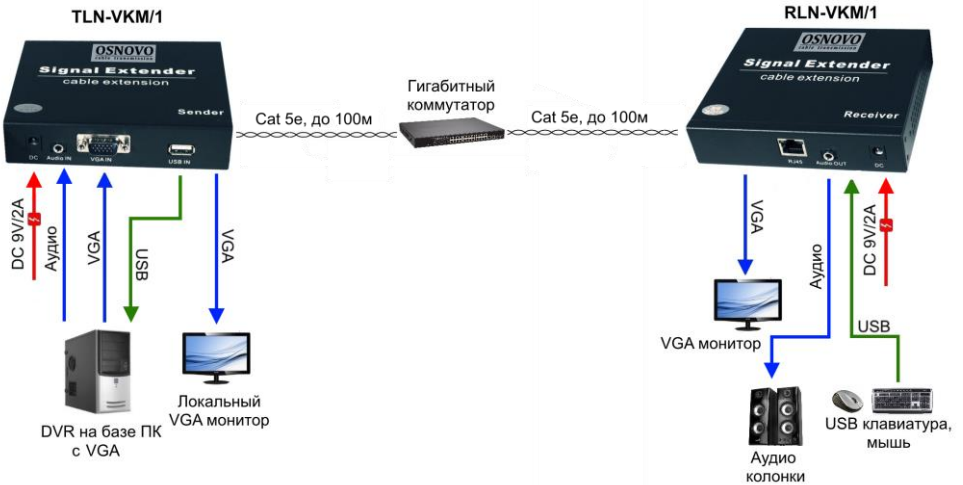 TLN-VKM/1
RLN-VKM/1
OSNOVO
cable transmission
Signal Extender
cable extension
Sender
DC
Audio IN
VGA IN
USB IN
Cat 5e, до 100м
Гигабитный
коммутатор
Cat 5e, до 100м
OSNOVO
cable transmission
Signal Extender
cable extension
Receiver
RJ45
Audio OUT
DC
DC 9V/2A
Аудио
VGA
USB
VGA
VGA
Аудио
DC 9V/2A
USB
DVR на базе ПК
с VGA
Локальный
VGA монитор
VGA монитор
Аудио
колонки
USB клавиатура,
мышь